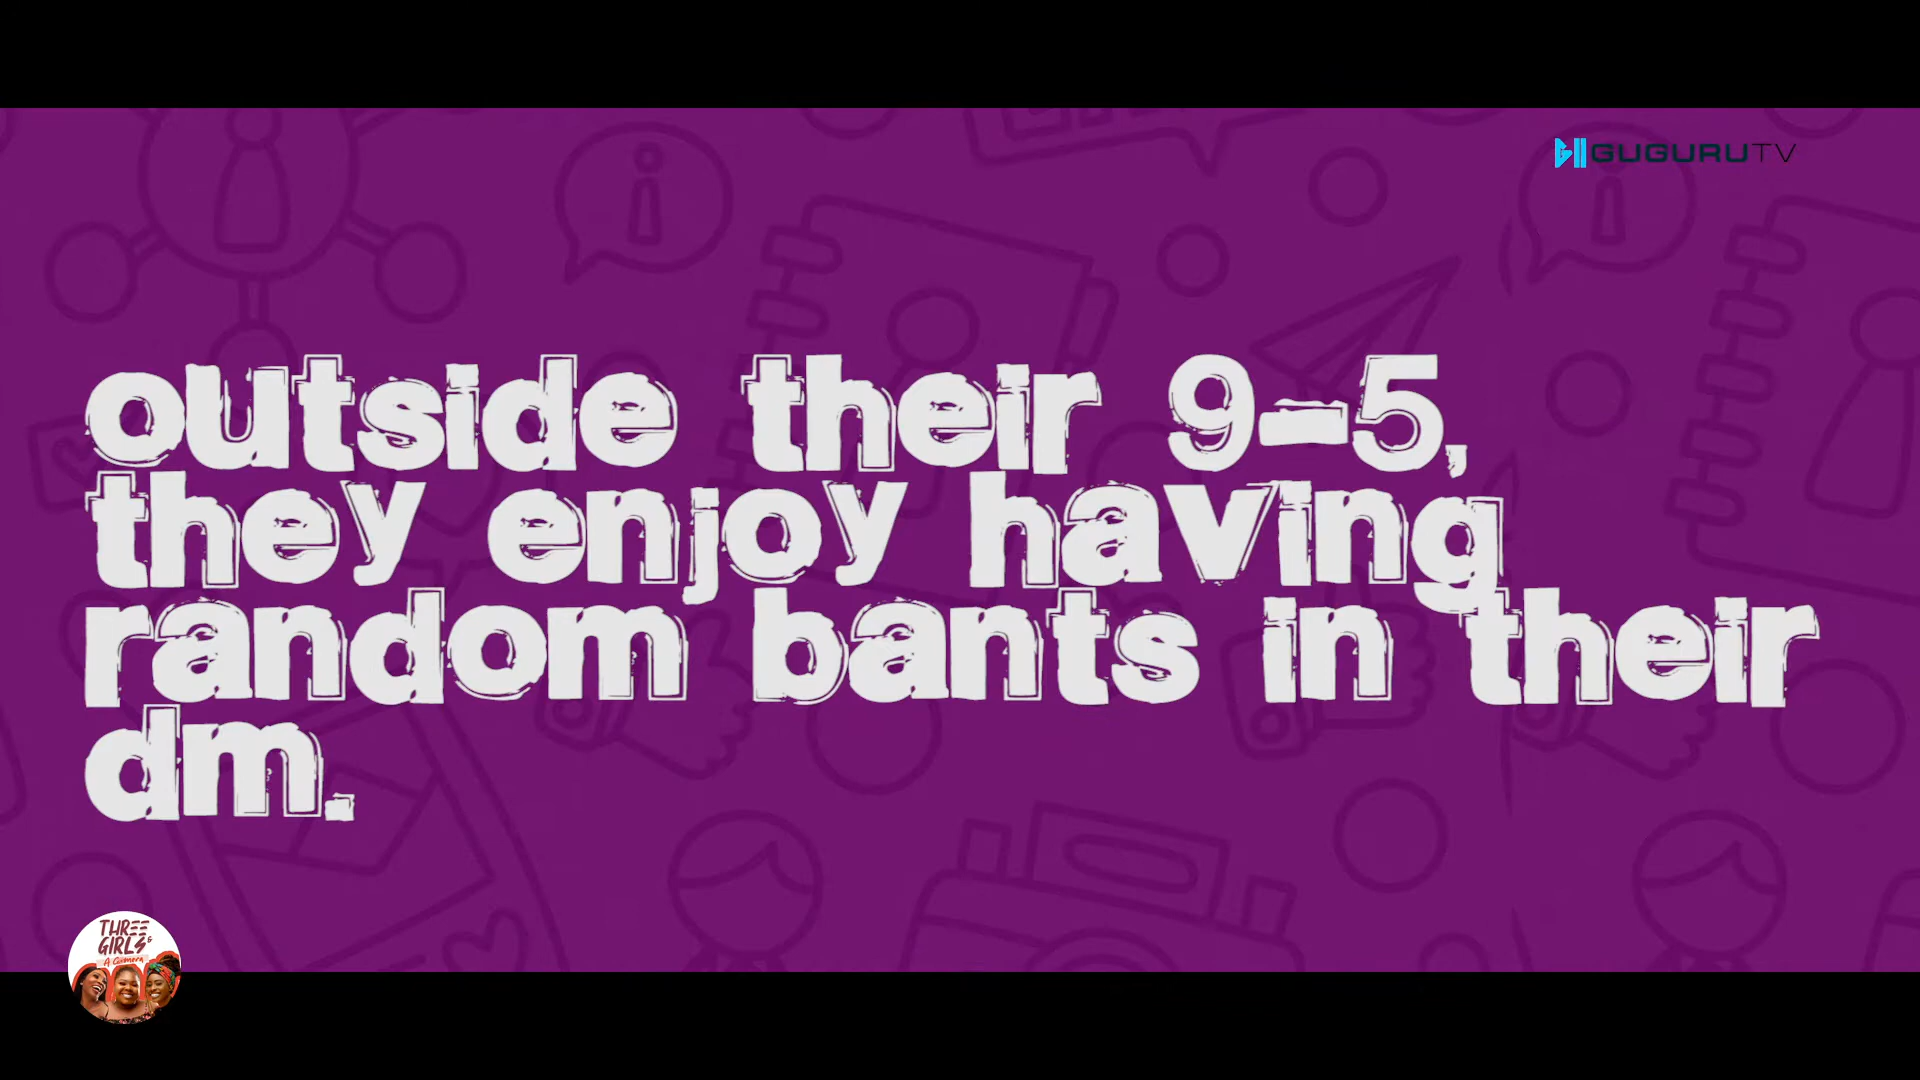 GUGURUTV
outside their 9-5,
they enjoy having
random bants in their
dm.
THREE
GIRLS &
A Camera